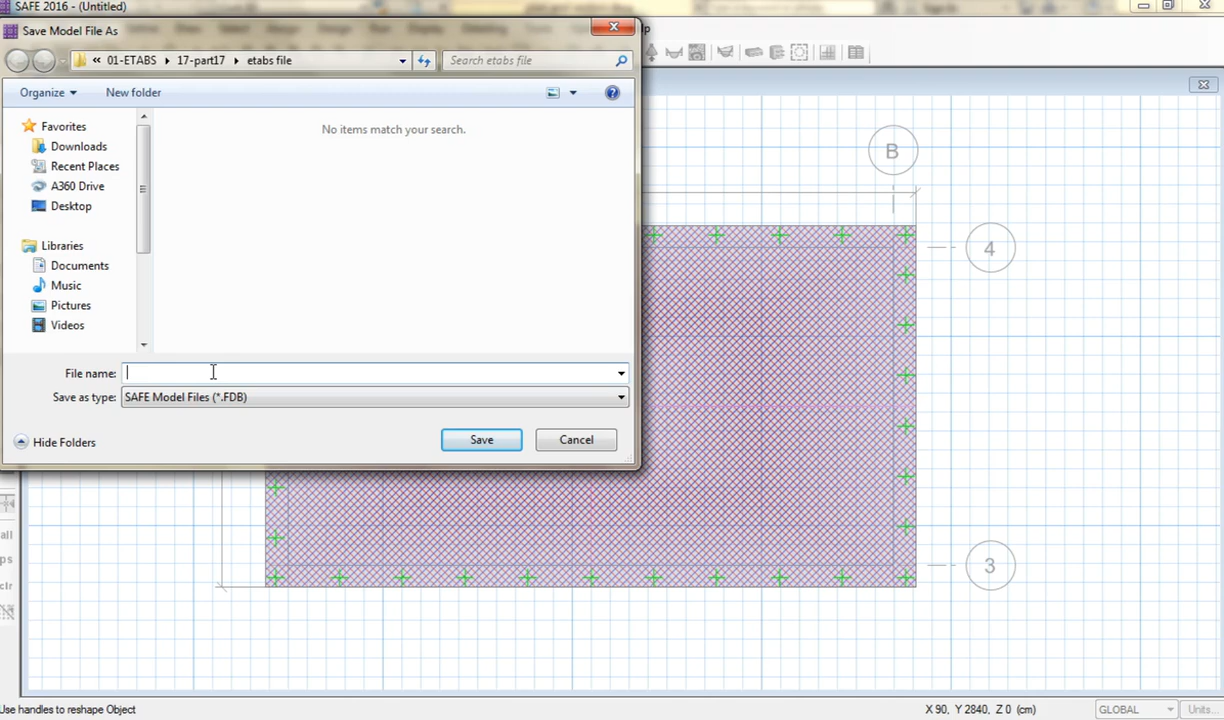 SAFE 2016 - (Untitled)
Save Model File As
« 01-ETABS 17-part17 etabs file
Search etabs file
Organize
New folder
Favorites
Downloads
Recent Places
A360 Drive
Desktop
Libraries
Documents
Music
Pictures
Videos
No items match your search.
File name:
Save as type: SAFE Model Files (*.FDB)
Hide Folders
Save
Cancel
B
4
3
all
ps
clr
Use handles to reshape Object
X 90, Y 2840, Z 0 (cm)
GLOBAL
Units...